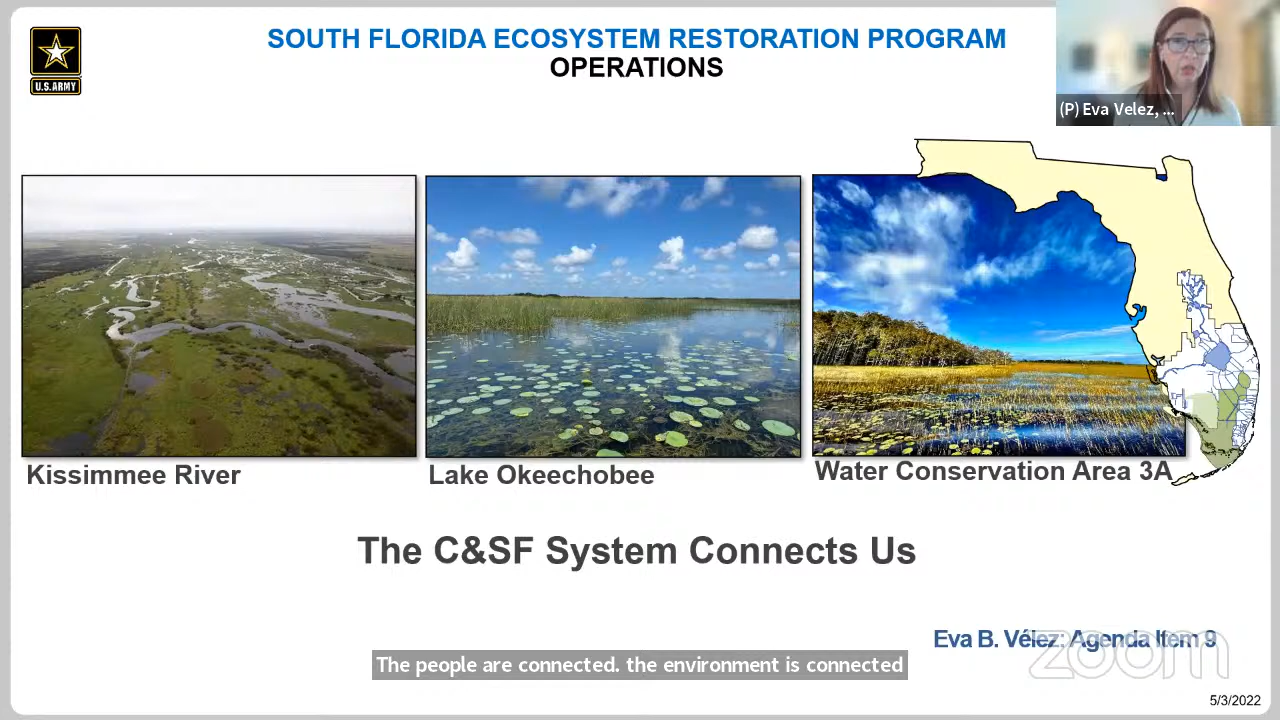 SOUTH FLORIDA ECOSYSTEM RESTORATION PROGRAM
OPERATIONS
U.S. ARMY
(P) Eva Velez, ...
Kissimmee River
Lake Okeechobee
Water Conservation Area 3A
The C&SF System Connects Us
Eva B. Vélez: Agenda Item 9
zoom
The people are connected. the environment is connected
5/3/2022